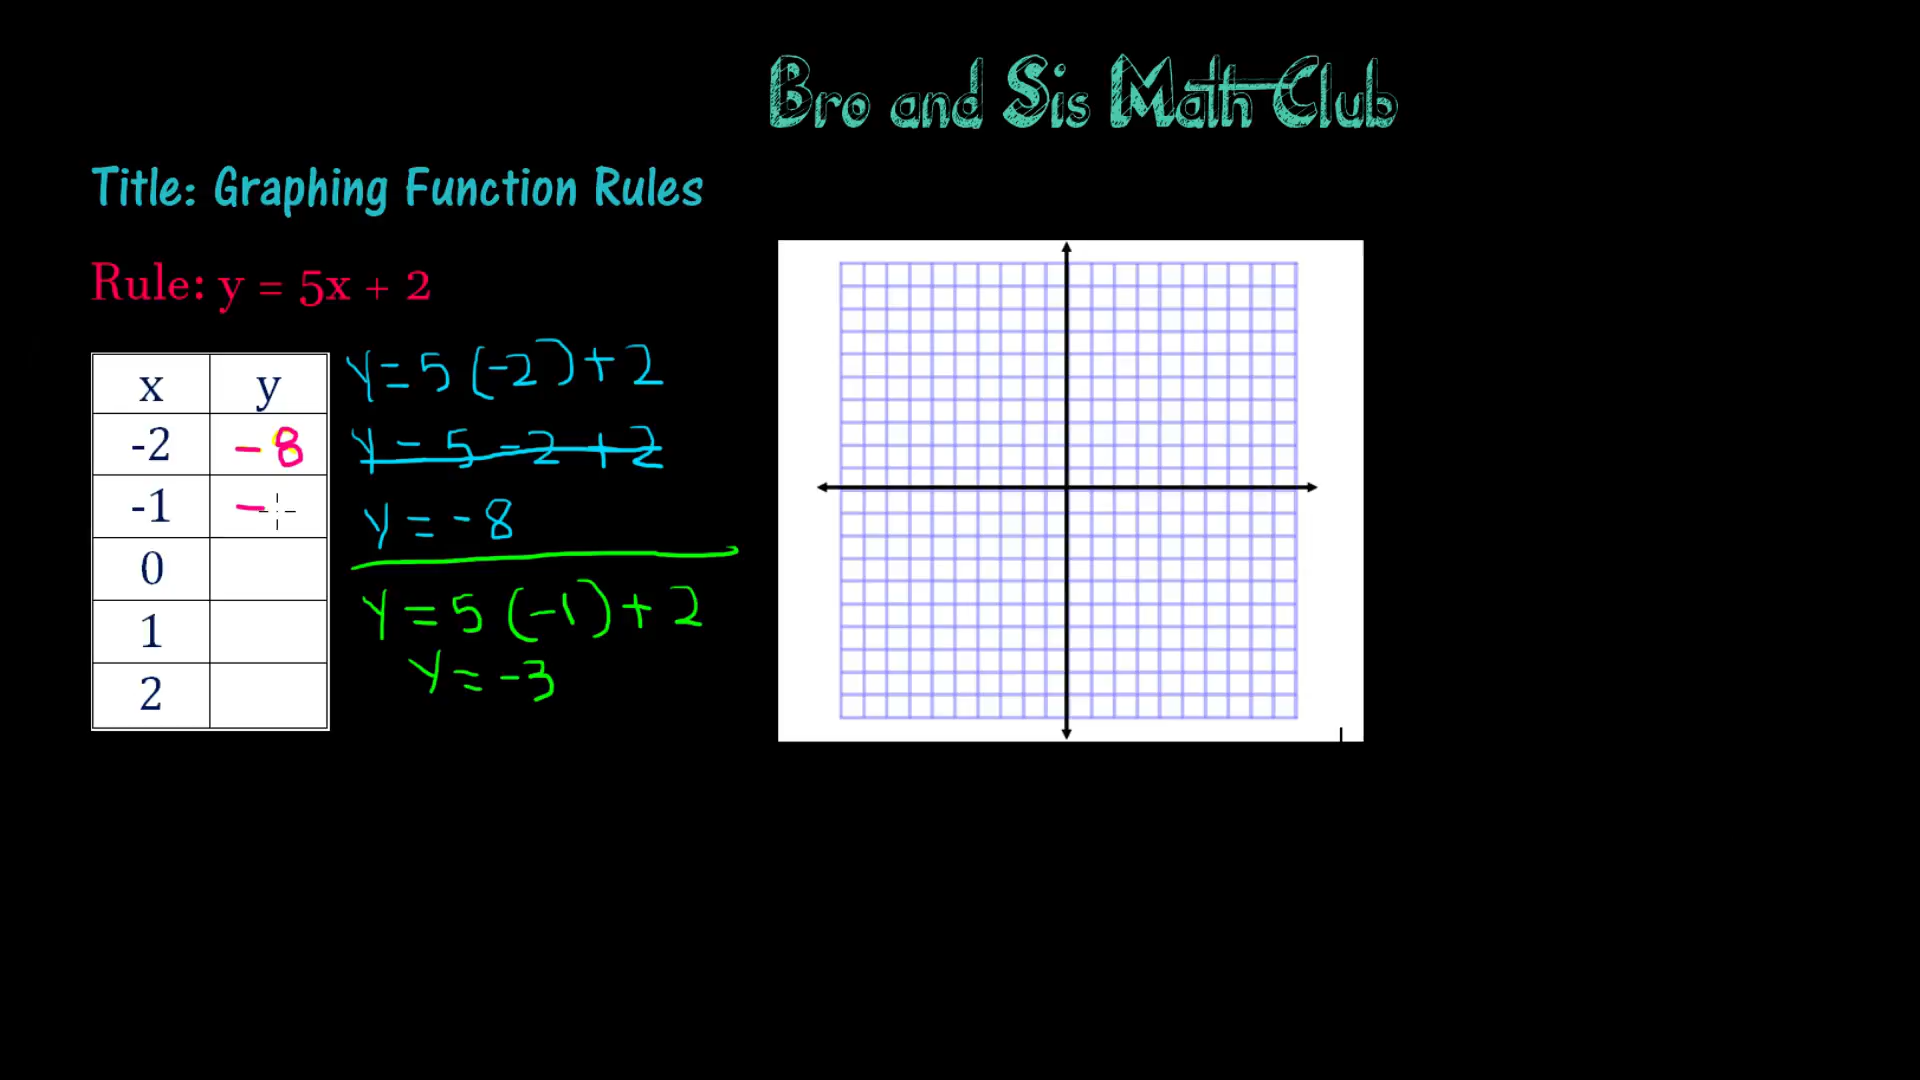 Bro and Sis Math Club
Title: Graphing Function Rules
Rule: y = 5x + 2
x y
-2 -8
-1 -
0
1
2
y = 5 (-2) + 2
y = 5 -2 + 2
y = -8
y = 5 (-1) + 2
y = -3